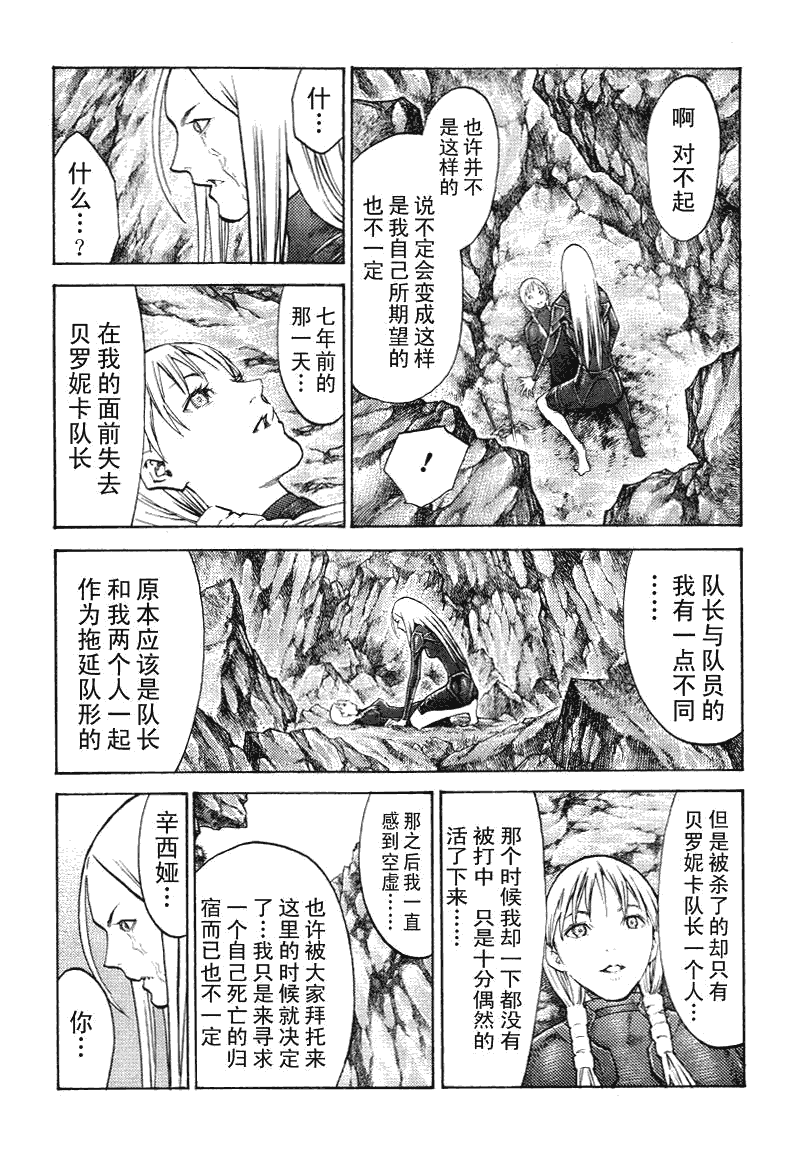 啊 对
不起
也许并不
是这样的
说不定会变成这样
是我自己所期望的
也不一定
！
什…
什么…？
七年前的
那一天…
在我的面前失去
贝罗妮卡队长
队长与队员的
我有一点不同
……
原本应该是队长
和我两个人一起
作为拖延队形的
但是被杀了的却只有
贝罗妮卡队长一个人…
那个时候我却一下都没有
被打中 只是十分偶然的
活了下来……
那之后我一直
感到空虚……
也许被大家拜托来
这里的时候就决定
了…我只是来寻求
一个自己死亡的归
宿而已也不一定
辛西娅…
你…